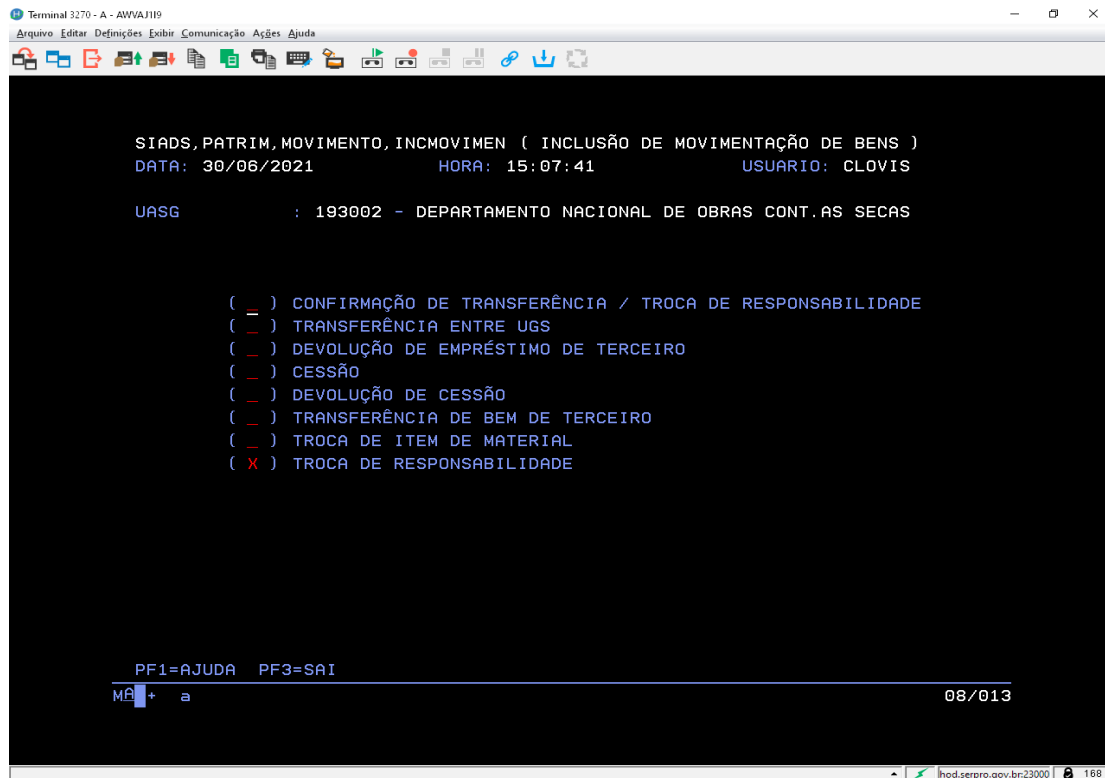 Terminal 3270 - A - AWVAJ1I9
Arquivo Editar Definições Exibir Comunicação Ações Ajuda
SIADS,PATRIM,MOVIMENTO,INCMOVIMEN ( INCLUSÃO DE MOVIMENTAÇÃO DE BENS )
DATA: 30/06/2021 HORA: 15:07:41 USUARIO: CLOVIS
UASG : 193002 - DEPARTAMENTO NACIONAL DE OBRAS CONT.AS SECAS
( _ ) CONFIRMAÇÃO DE TRANSFERÊNCIA / TROCA DE RESPONSABILIDADE
( _ ) TRANSFERÊNCIA ENTRE UGS
( _ ) DEVOLUÇÃO DE EMPRÉSTIMO DE TERCEIRO
( _ ) CESSÃO
( _ ) DEVOLUÇÃO DE CESSÃO
( _ ) TRANSFERÊNCIA DE BEM DE TERCEIRO
( _ ) TROCA DE ITEM DE MATERIAL
( X ) TROCA DE RESPONSABILIDADE
PF1=AJUDA PF3=SAI
MA + a 08/013
hod.serpro.gov.br:23000 168